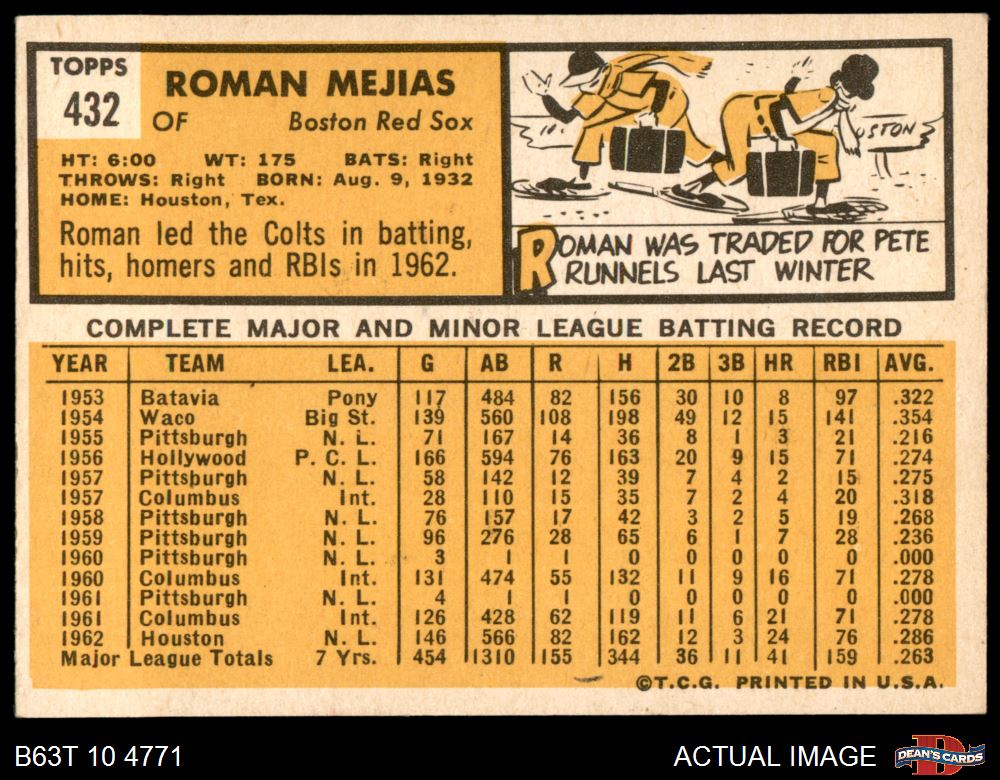 TOPPS
432
ROMAN MEJIAS
OF Boston Red Sox
HT: 6:00 WT: 175 BATS: Right
THROWS: Right BORN: Aug. 9, 1932
HOME: Houston, Tex.
Roman led the Colts in batting,
hits, homers and RBIs in 1962.
OSTON
ROMAN WAS TRADED FOR PETE
RUNNELS LAST WINTER
COMPLETE MAJOR AND MINOR LEAGUE BATTING RECORD
YEAR TEAM LEA. G AB R H 2B 3B HR RBI AVG.
1953 Batavia Pony 117 484 82 156 30 10 8 97 .322
1954 Waco Big St. 139 560 108 198 49 12 15 141 .354
1955 Pittsburgh N. L. 71 167 14 36 8 1 3 21 .216
1956 Hollywood P. C. L. 166 594 76 163 20 9 15 71 .274
1957 Pittsburgh N. L. 58 142 12 39 7 4 2 15 .275
1957 Columbus Int. 28 110 15 35 7 2 4 20 .318
1958 Pittsburgh N. L. 76 157 17 42 3 2 5 19 .268
1959 Pittsburgh N. L. 96 276 28 65 6 1 7 28 .236
1960 Pittsburgh N. L. 3 1 1 0 0 0 0 0 .000
1960 Columbus Int. 131 474 55 132 11 9 16 71 .278
1961 Pittsburgh N. L. 4 1 1 0 0 0 0 0 .000
1961 Columbus Int. 126 428 62 119 11 6 21 71 .278
1962 Houston N. L. 146 566 82 162 12 3 24 76 .286
Major League Totals 7 Yrs. 454 1310 155 344 36 11 41 159 .263
©T.C.G. PRINTED IN U.S.A.
B63T 10 4771 ACTUAL IMAGE
DEAN'S CARDS